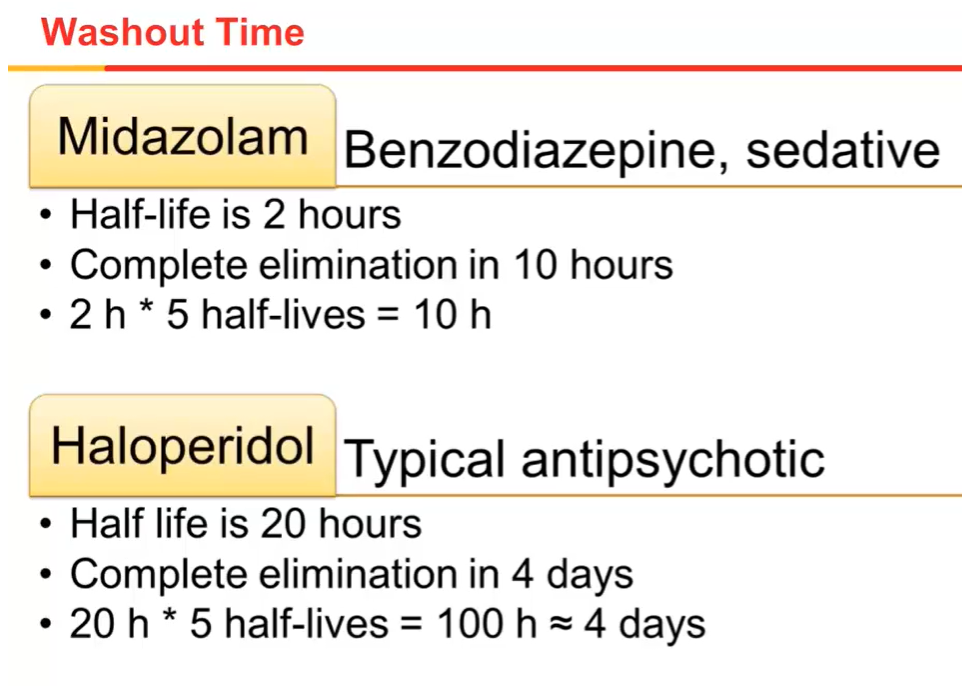 Washout Time
Midazolam Benzodiazepine, sedative
• Half-life is 2 hours
• Complete elimination in 10 hours
• 2 h * 5 half-lives = 10 h
Haloperidol Typical antipsychotic
• Half life is 20 hours
• Complete elimination in 4 days
• 20 h * 5 half-lives = 100 h ≈ 4 days